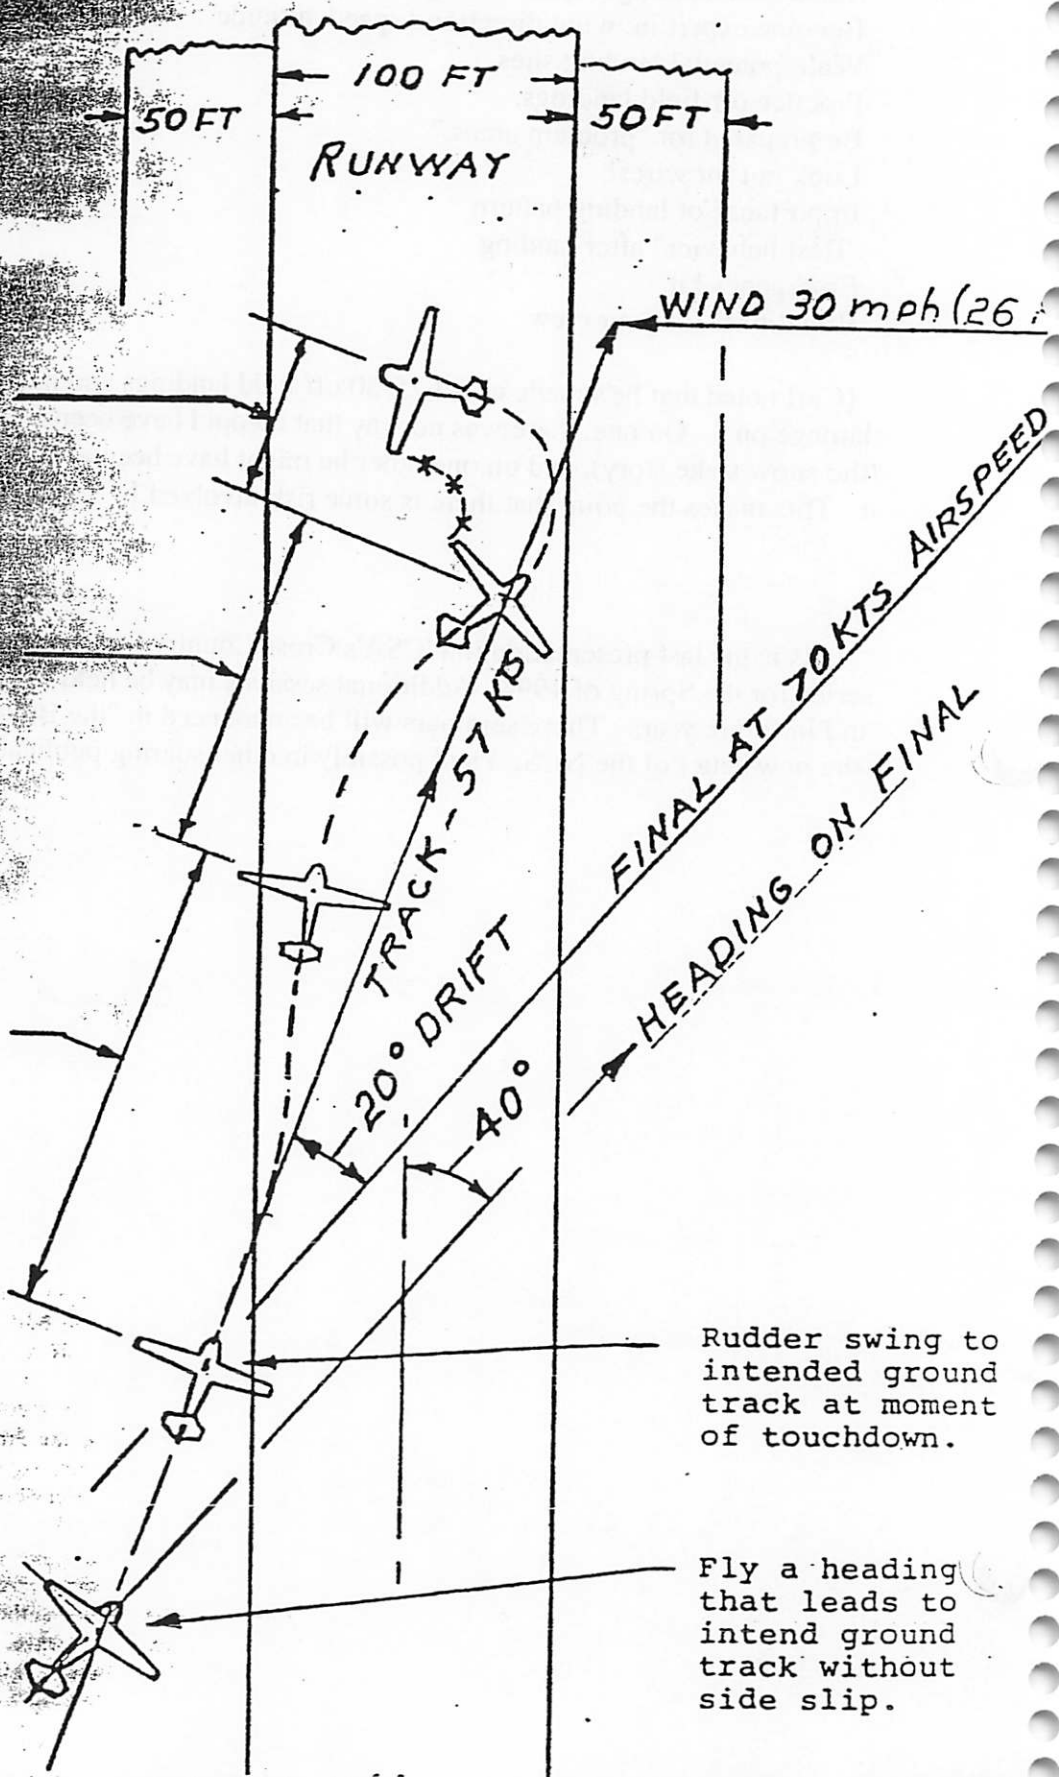 100 FT
50 FT
50 FT
RUNWAY
WIND 30 mph (26
FINAL AT 70 KTS AIRSPEED
TRACK - 57 KTS
HEADING ON FINAL
20° DRIFT
40°
Rudder swing to
intended ground
track at moment
of touchdown.
Fly a heading
that leads to
intend ground
track without
side slip.